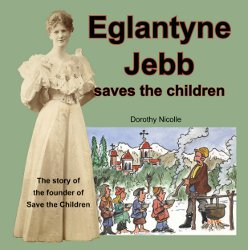 Eglantyne
Jebb
saves the children
Dorothy Nicolle
The story of
the founder of
Save the Children